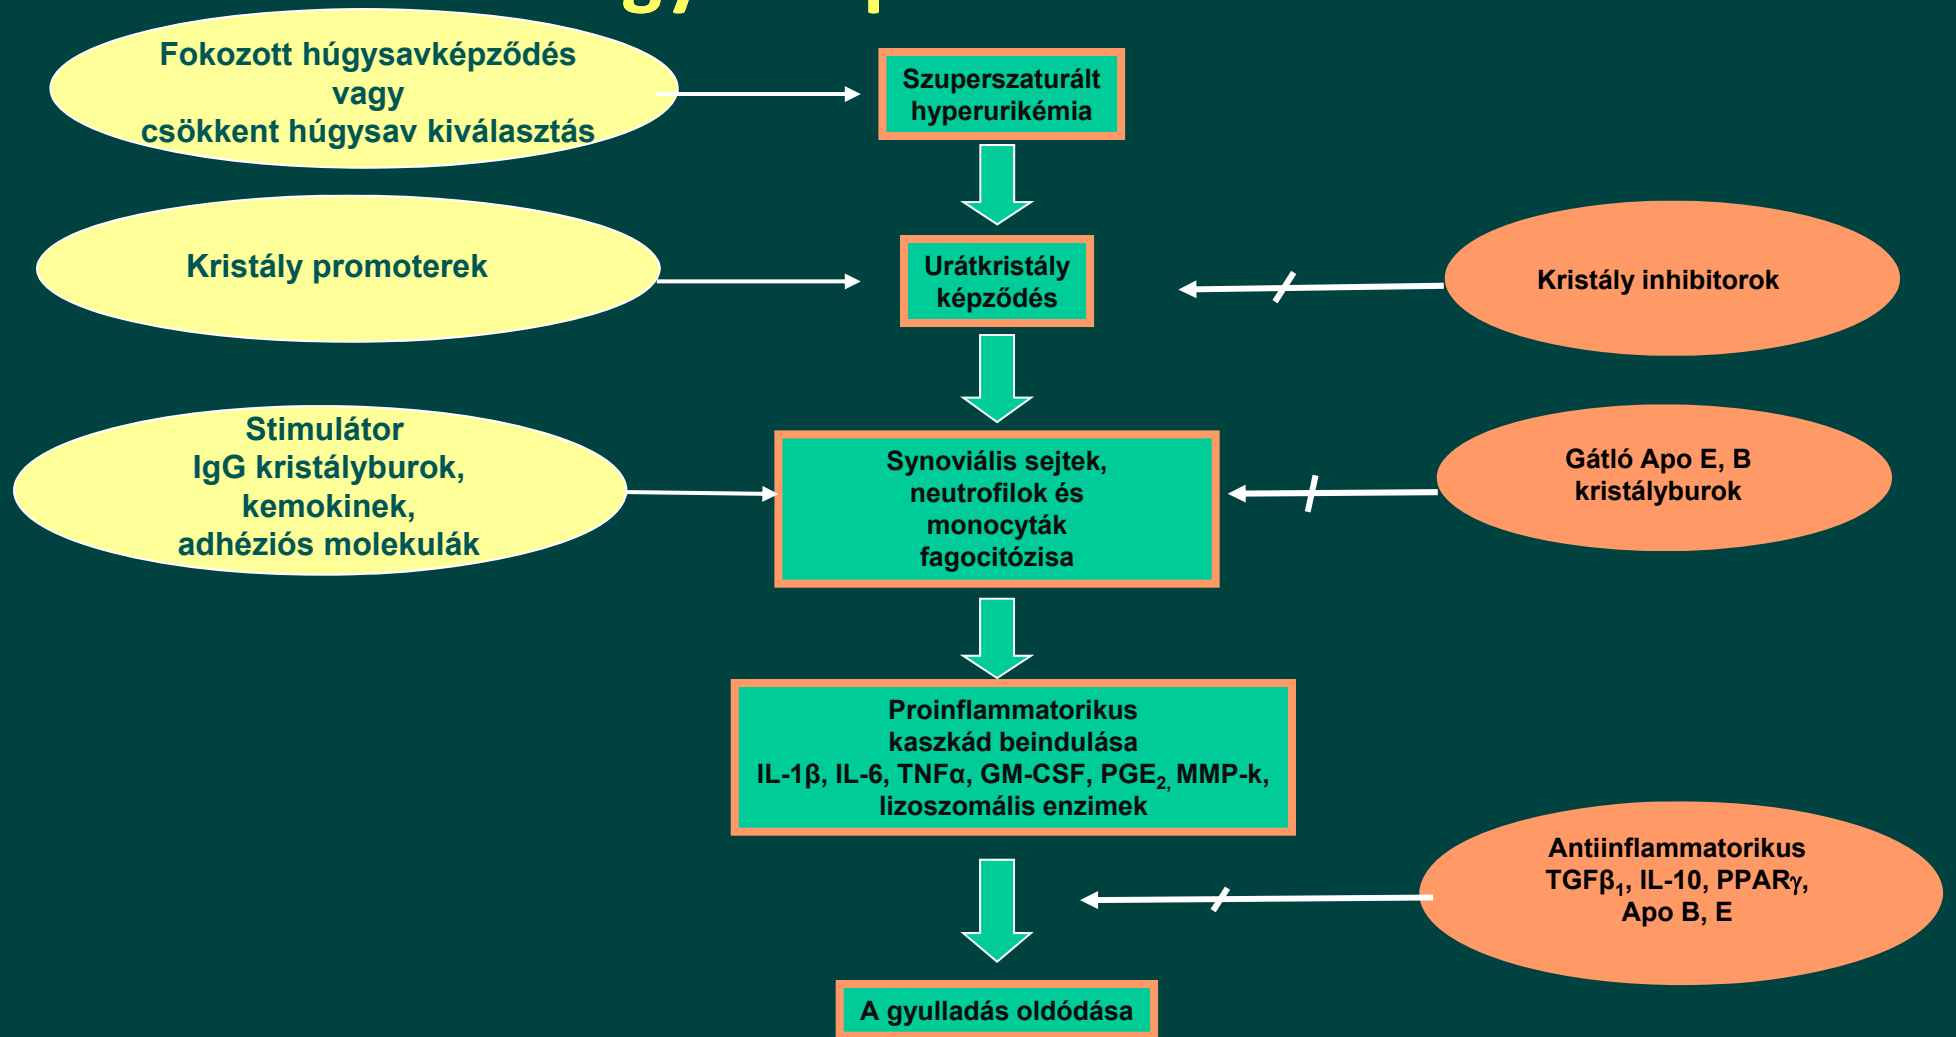 Fokozott húgysavképződés
vagy
csökkent húgysav kiválasztás
Szuperszaturált
hyperurikémia
Kristály promoterek
Urátkristály
képződés
Kristály inhibitorok
Stimulátor
IgG kristályburok,
kemokinek,
adhéziós molekulák
Synoviális sejtek,
neutrofilok és
monocyták
fagocitózisa
Gátló Apo E, B
kristályburok
Proinflammatorikus
kaszkád beindulása
IL-1β, IL-6, TNFα, GM-CSF, PGE₂, MMP-k,
lizoszomális enzimek
Antiinflammatorikus
TGFβ₁, IL-10, PPARγ,
Apo B, E
A gyulladás oldódása